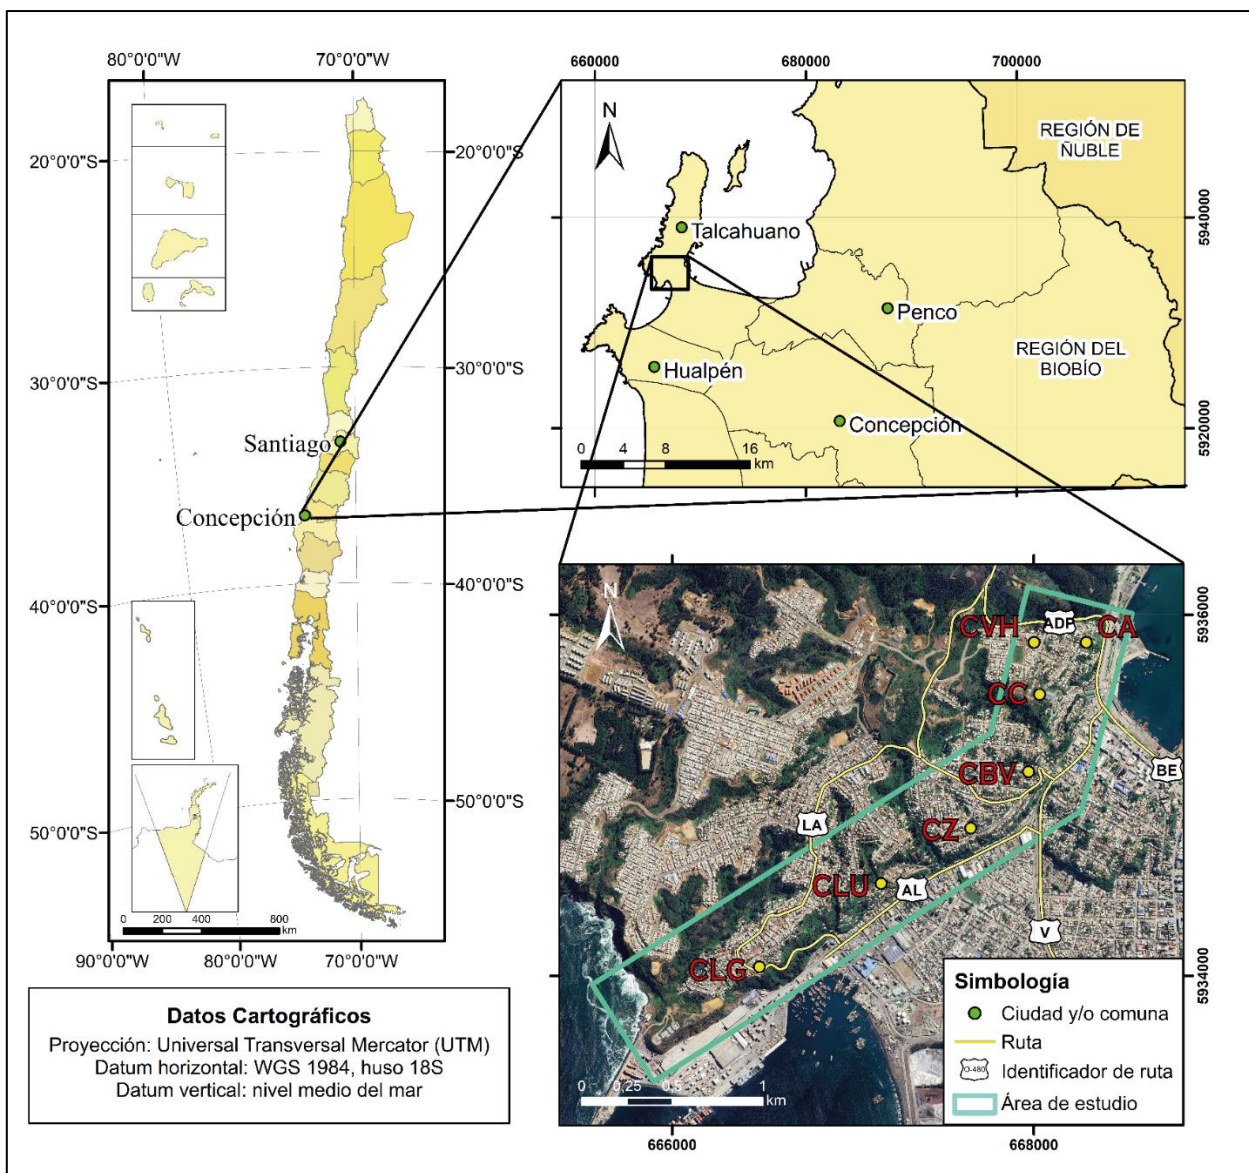 80°0'0"W
70°0'0"W
20°0'0"S
20°0'0"S
30°0'0"S
30°0'0"S
Santiago
Concepción
40°0'0"S
40°0'0"S
50°0'0"S
50°0'0"S
0 200 400 800
km
90°0'0"W
80°0'0"W
70°0'0"W
Datos Cartográficos
Proyección: Universal Transversal Mercator (UTM)
Datum horizontal: WGS 1984, huso 18S
Datum vertical: nivel medio del mar
660000
680000
700000
N
REGIÓN DE
ÑUBLE
5940000
Talcahuano
Penco
REGIÓN DEL
BIOBÍO
Hualpén
Concepción
5920000
0 4 8 16
km
N
CVH
ADP
CA
5936000
CC
CBV
BE
CZ
LA
CLU
AL
V
CLG
5934000
0 0,25 0,5 1
km
666000
668000
Simbología
Ciudad y/o comuna
Ruta
O-480
Identificador de ruta
Área de estudio